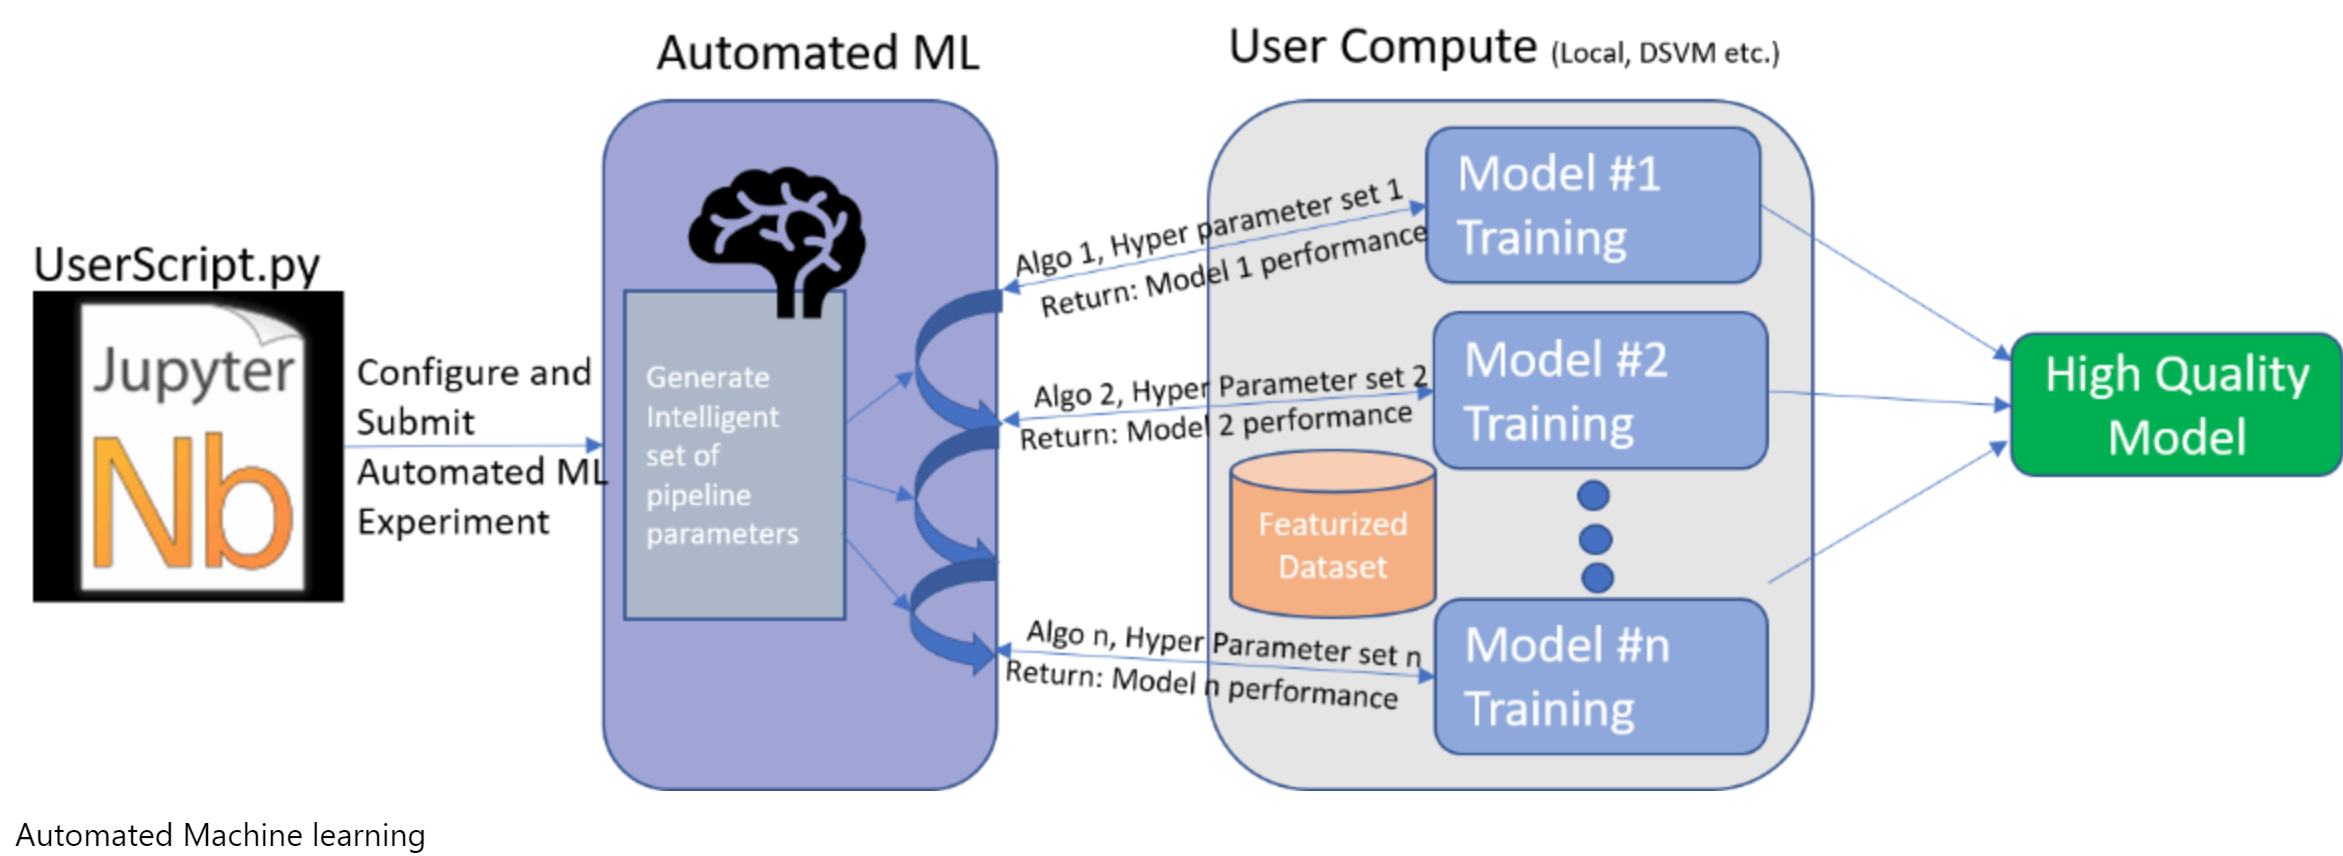 Automated ML
User Compute (Local, DSVM etc.)
UserScript.py
Jupyter
Nb
Configure and
Submit
Automated ML
Experiment
Generate
Intelligent
set of
pipeline
parameters
Algo 1, Hyper parameter set 1
Return: Model 1 performance
Algo 2, Hyper Parameter set 2
Return: Model 2 performance
Algo n, Hyper Parameter set n
Return: Model n performance
Model #1
Training
Model #2
Training
Featurized
Dataset
Model #n
Training
High Quality
Model
Automated Machine learning